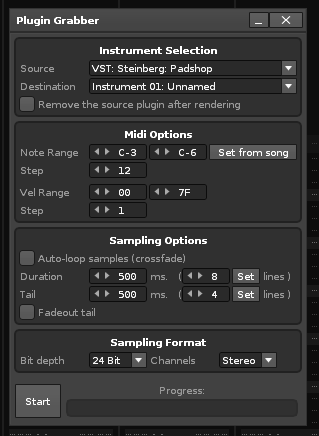 Plugin Grabber
Instrument Selection
Source VST: Steinberg: Padshop
Destination Instrument 01: Unnamed
Remove the source plugin after rendering
Midi Options
Note Range C-3 C-6 Set from song
Step 12
Vel Range 00 7F
Step 1
Sampling Options
Auto-loop samples (crossfade)
Duration 500 ms. ( 8 Set lines )
Tail 500 ms. ( 4 Set lines )
Fadeout tail
Sampling Format
Bit depth 24 Bit Channels Stereo
Start Progress: